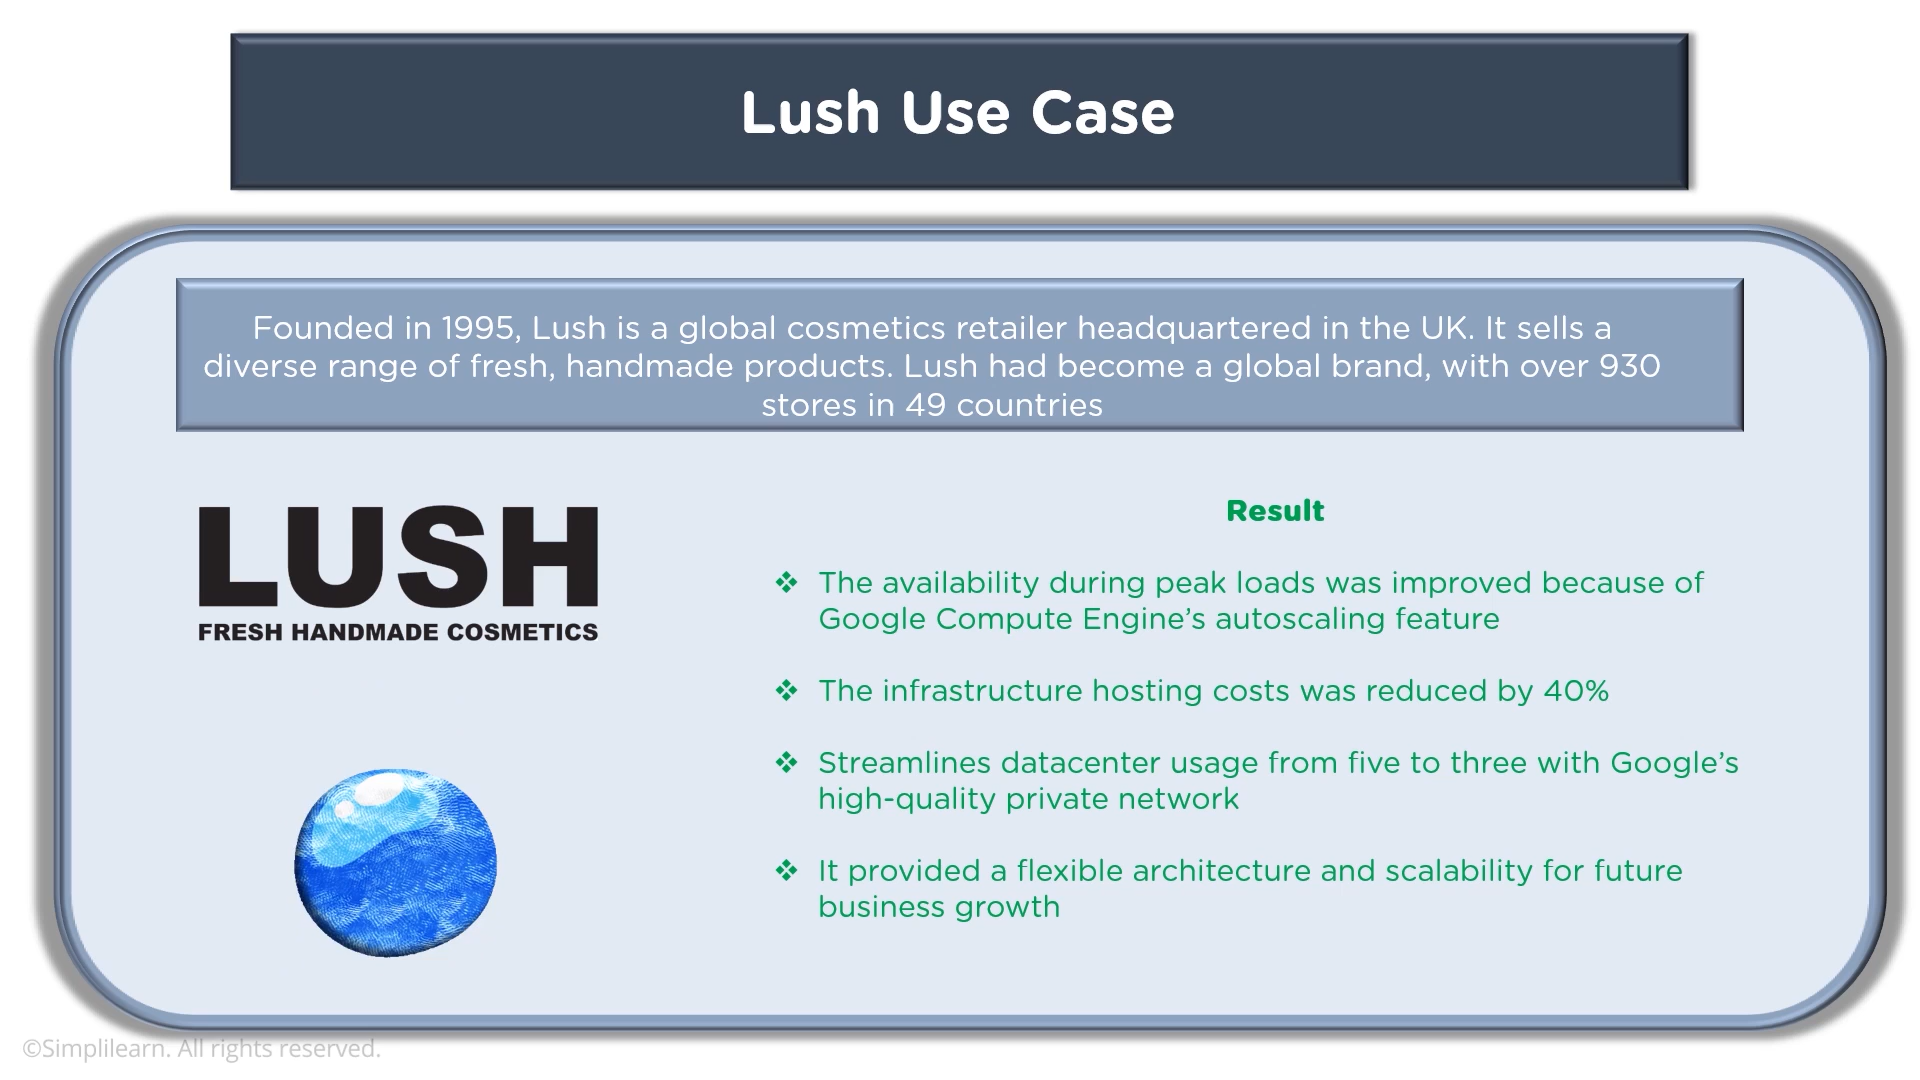 Lush Use Case
Founded in 1995, Lush is a global cosmetics retailer headquartered in the UK. It sells a
diverse range of fresh, handmade products. Lush had become a global brand, with over 930
stores in 49 countries
LUSH
FRESH HANDMADE COSMETICS
Result
❖ The availability during peak loads was improved because of
Google Compute Engine’s autoscaling feature
❖ The infrastructure hosting costs was reduced by 40%
❖ Streamlines datacenter usage from five to three with Google’s
high-quality private network
❖ It provided a flexible architecture and scalability for future
business growth
©Simplilearn. All rights reserved.